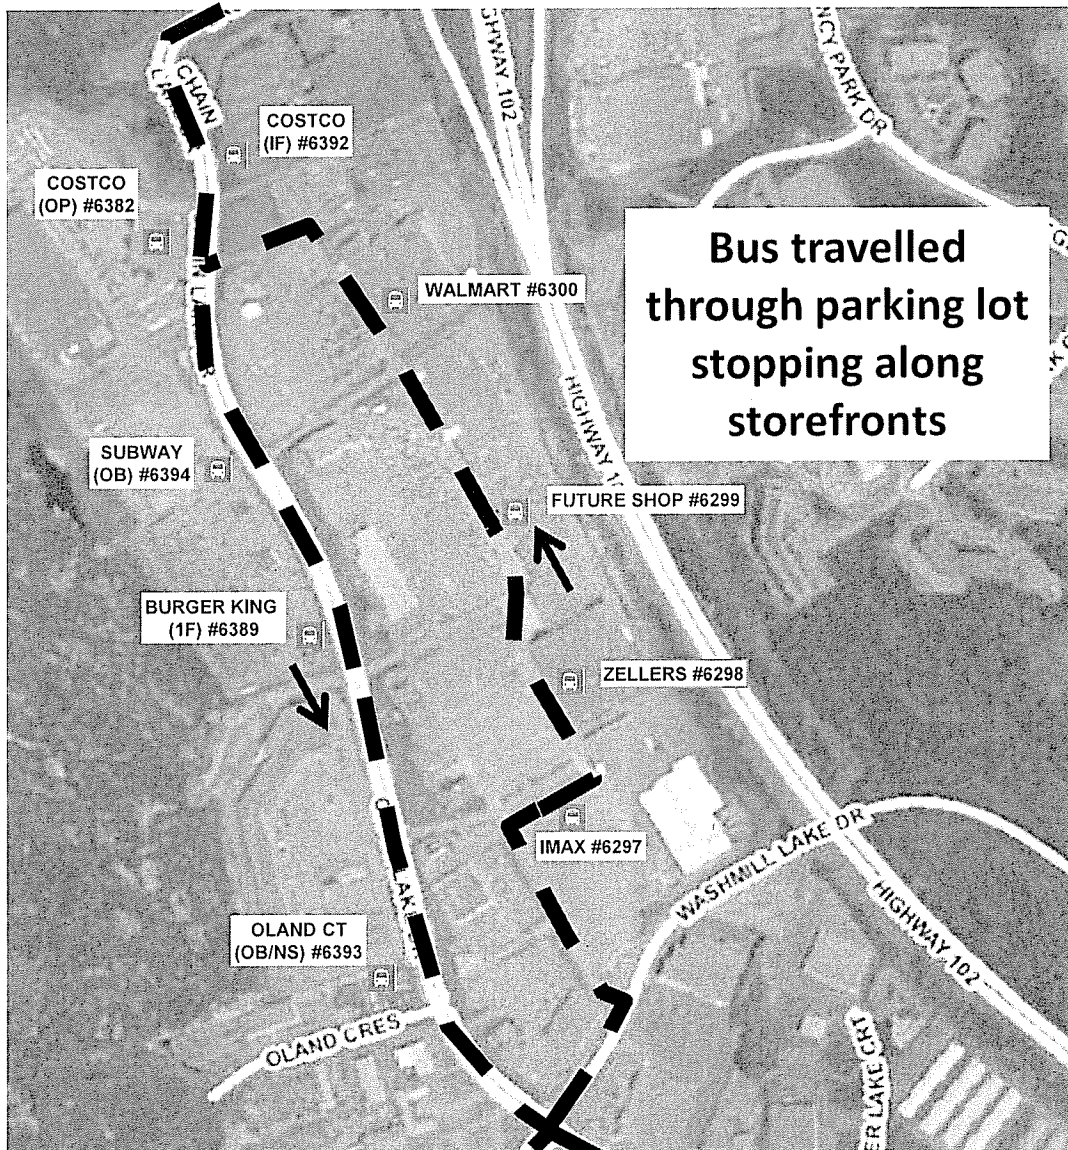 CHAIN
COSTCO
(IF) #6392
COSTCO
(OP) #6382
HIGHWAY 102
Bus travelled
through parking lot
stopping along
storefronts
WALMART #6300
HIGHWAY
SUBWAY
(OB) #6394
FUTURE SHOP #6299
BURGER KING
(1F) #6389
ZELLERS #6298
IMAX #6297
WASHMILL LAKE DR
HIGHWAY 102
OLAND CT
(OB/NS) #6393
OLAND CRES